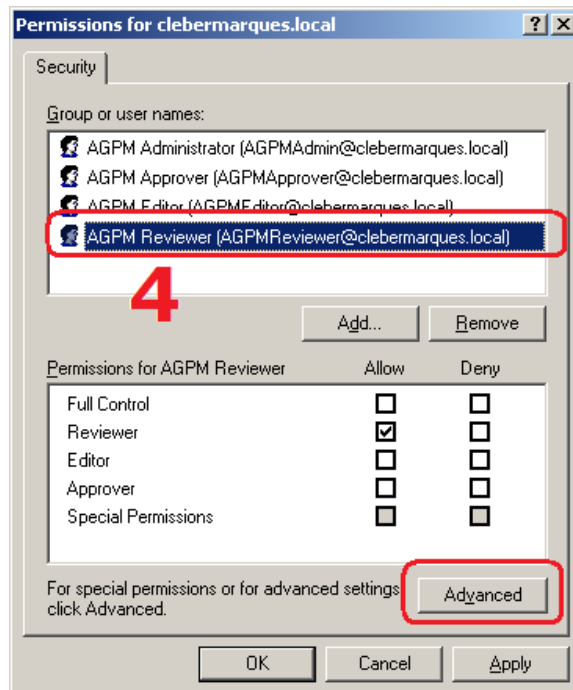 Permissions for clebermarques.local
Security
Group or user names:
AGPM Administrator (AGPMAdmin@clebermarques.local)
AGPM Approver (AGPMApprover@clebermarques.local)
AGPM Editor (AGPMEditor@clebermarques.local)
AGPM Reviewer (AGPMReviewer@clebermarques.local)
4
Add... Remove
Permissions for AGPM Reviewer Allow Deny
Full Control
Reviewer
Editor
Approver
Special Permissions
For special permissions or for advanced settings, click Advanced.
Advanced
OK Cancel Apply